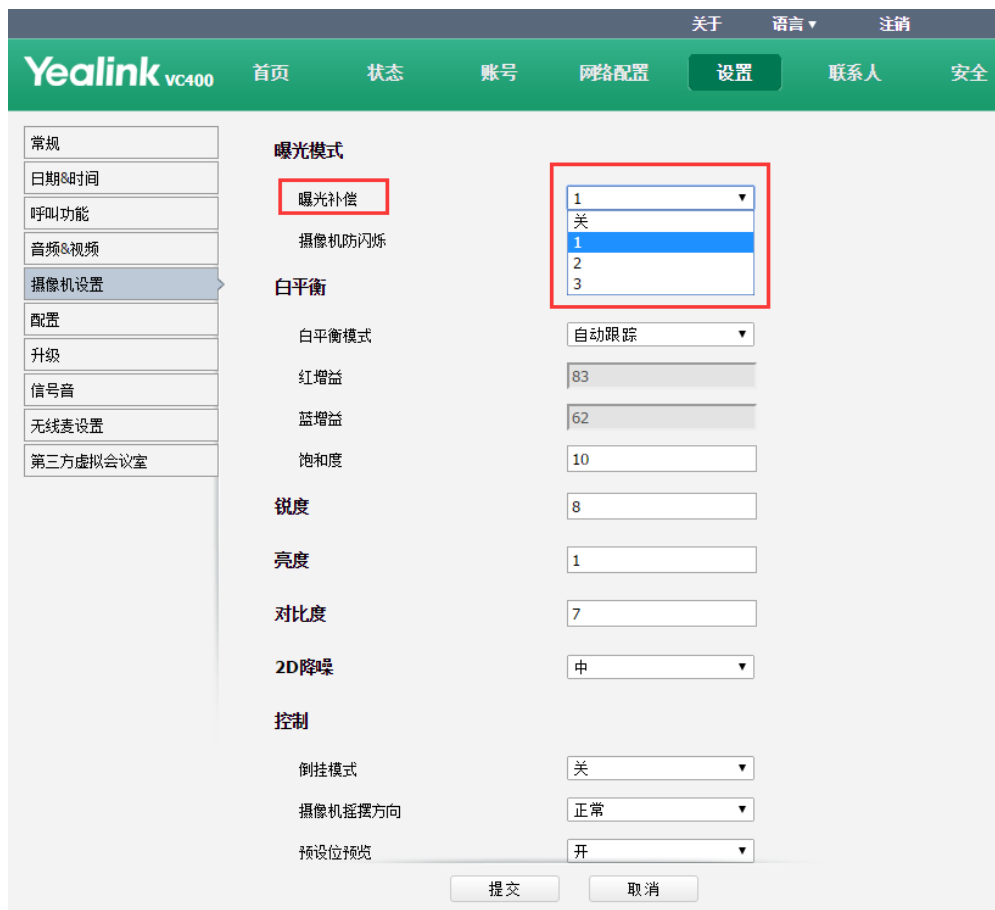 关于 语言▼ 注销
Yealink VC400 首页 状态 账号 网络配置 设置 联系人 安全
常规
日期&时间
呼叫功能
音频&视频
摄像机设置
配置
升级
信号音
无线麦设置
第三方虚拟会议室
曝光模式
曝光补偿 1
关
1
2
3
摄像机防闪烁
白平衡
白平衡模式 自动跟踪
红增益 83
蓝增益 62
饱和度 10
锐度 8
亮度 1
对比度 7
2D降噪 中
控制
倒挂模式 关
摄像机摇摆方向 正常
预设位预览 开
提交 取消